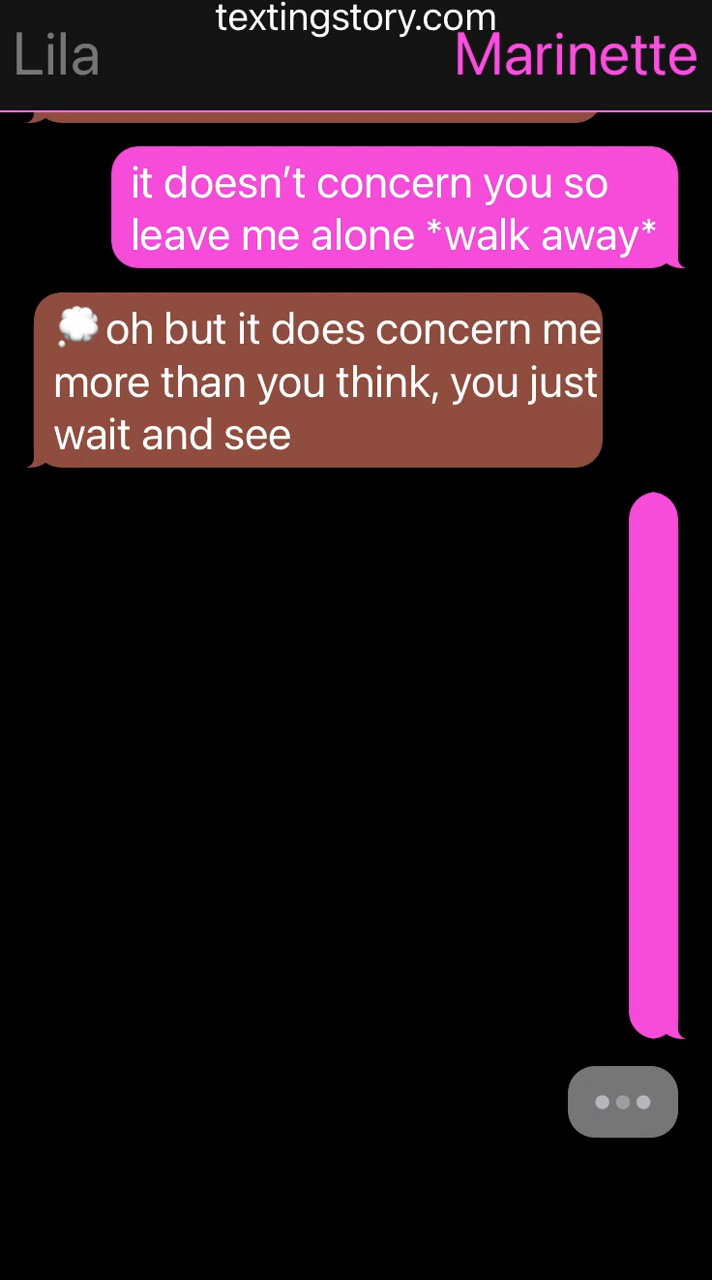 textingstory.com
Lila
Marinette
it doesn’t concern you so
leave me alone *walk away*
💭 oh but it does concern me
more than you think, you just
wait and see